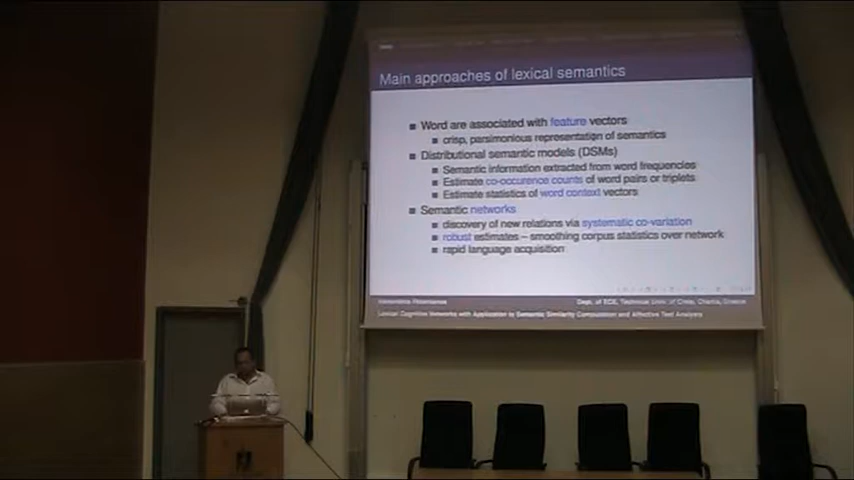 Main approaches of lexical semantics
Word are associated with feature vectors
crisp, parsimonious representation of semantics
Distributional semantic models (DSMs)
Semantic information extracted from word frequencies
Estimate co-occurence counts of word pairs or triplets
Estimate statistics of word context vectors
Semantic networks
discovery of new relations via systematic co-variation
robust estimates – smoothing corpus statistics over network
rapid language acquisition
Dept. of ECE, Technical Univ. of Crete, Chania, Greece
Lexical Cognitive Networks with Application to Semantic Similarity Computation and Affective Text Analysis